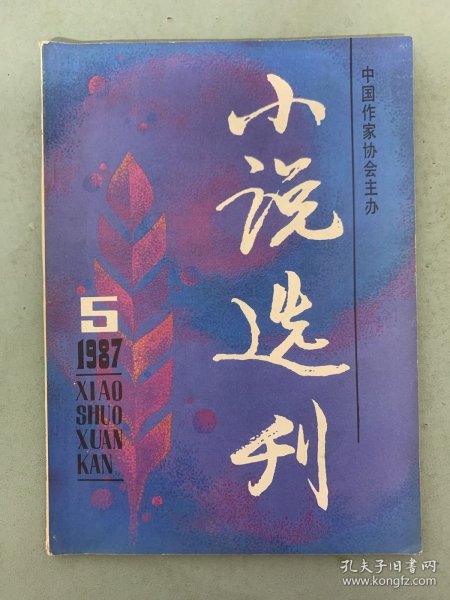 中国作家协会主办
小说选刊
5
1987
XIAO
SHUO
XUAN
KAN
孔夫子旧书网
www.kongfz.com